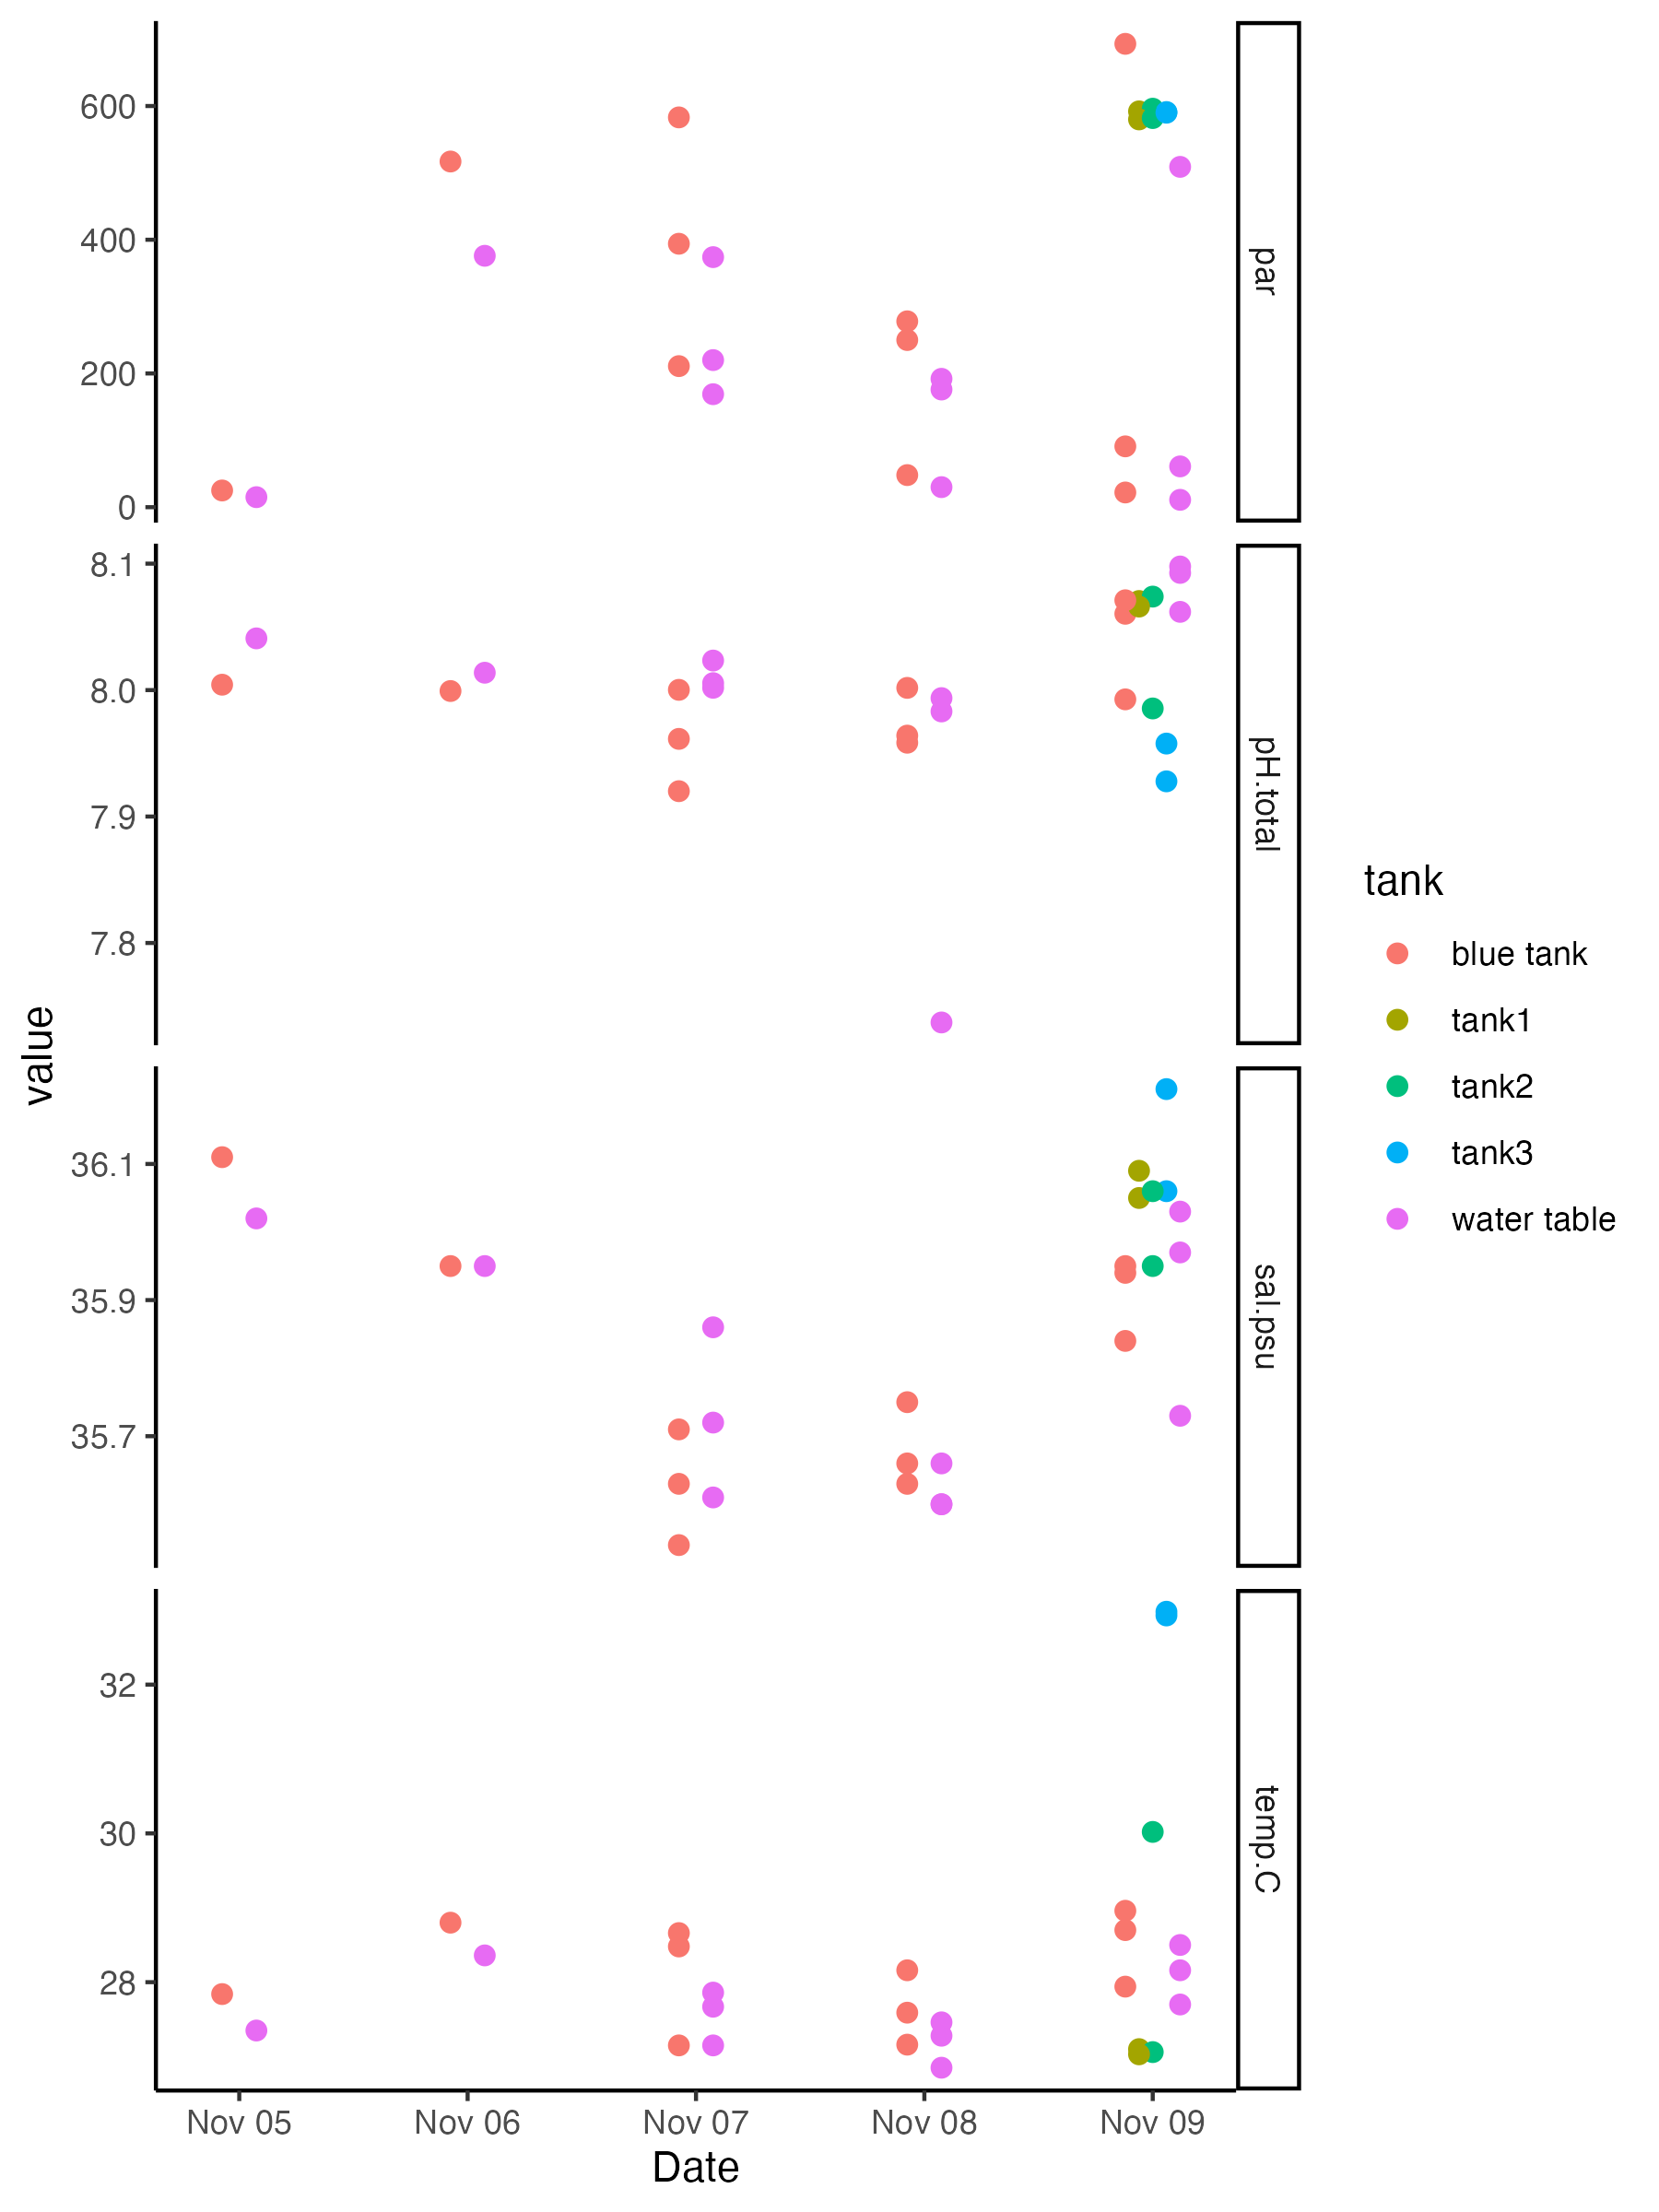 600
400
200
0
par
8.1
8.0
7.9
7.8
pH.total
36.1
35.9
35.7
sal.psu
32
30
28
temp.C
value
Nov 05 Nov 06 Nov 07 Nov 08 Nov 09
Date
tank
blue tank
tank1
tank2
tank3
water table